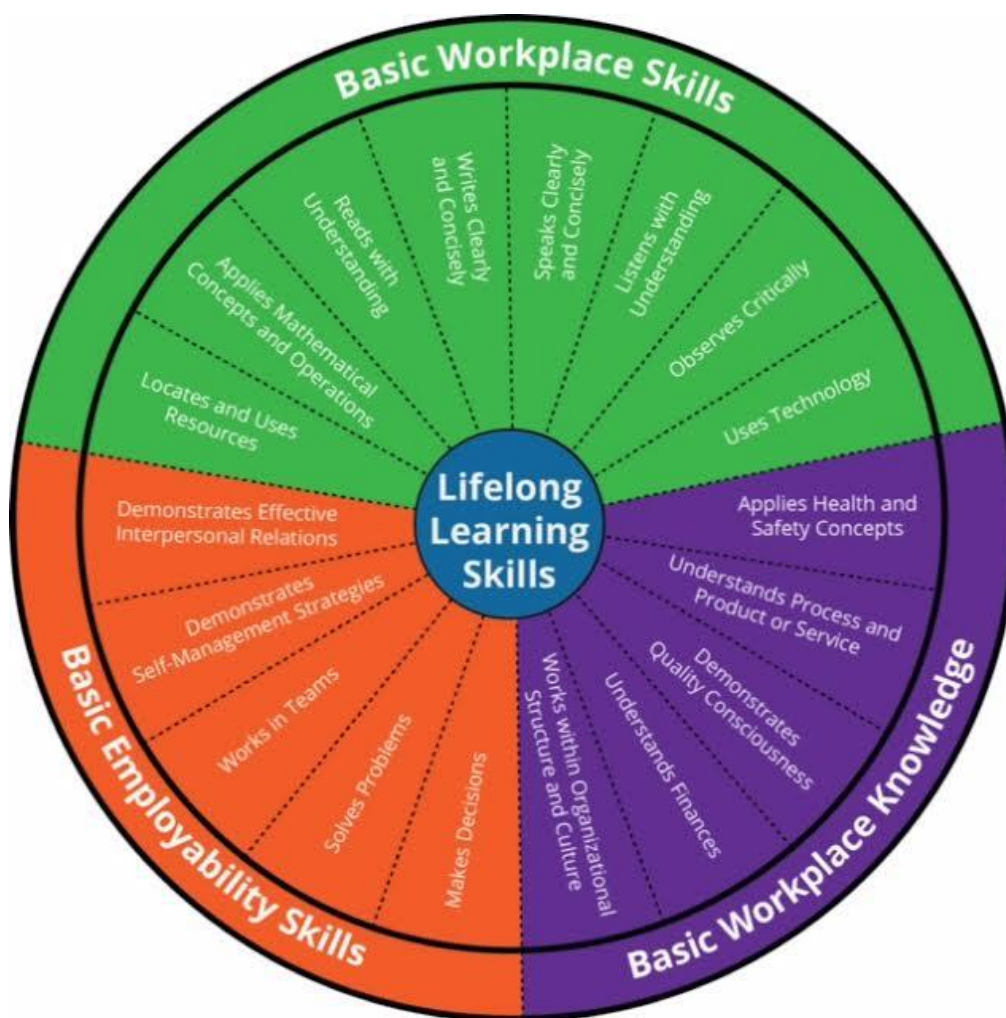 Basic Workplace Skills
Locates and Uses
Resources
Applies Mathematical
Concepts and Operations
Reads with
Understanding
Writes Clearly
and Concisely
Speaks Clearly
and Concisely
Listens with
Understanding
Observes Critically
Uses Technology
Basic Workplace Knowledge
Applies Health and
Safety Concepts
Understands Process and
Product or Service
Demonstrates
Quality Consciousness
Understands Finances
Works within Organizational
Structure and Culture
Basic Employability Skills
Makes Decisions
Solves Problems
Works in Teams
Demonstrates
Self-Management Strategies
Demonstrates Effective
Interpersonal Relations
Lifelong
Learning
Skills